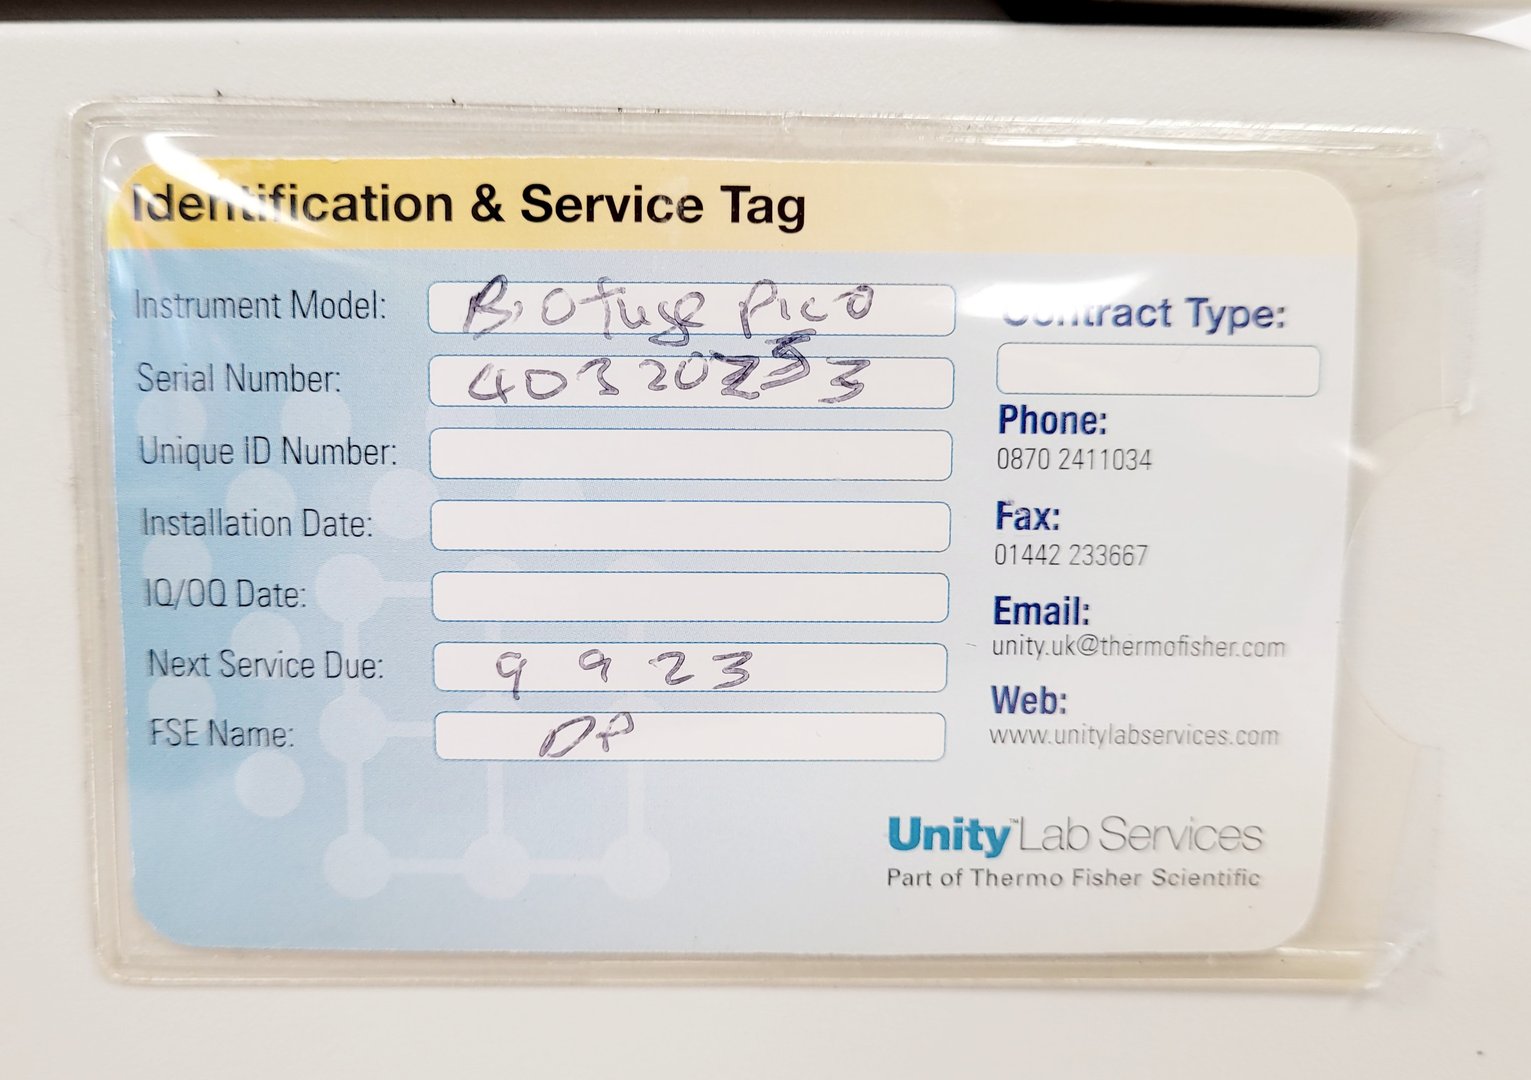 Identification & Service Tag
Instrument Model: Biofuge Pico
Serial Number:
Unique ID Number:
Installation Date:
IQ/OQ Date:
Next Service Due: 9 9 23
FSE Name: DP
Contract Type:
Phone:
0870 2411034
Fax:
01442 233667
Email:
unity.uk@thermofisher.com
Web:
www.unitylabservices.com
Unity™ Lab Services
Part of Thermo Fisher Scientific